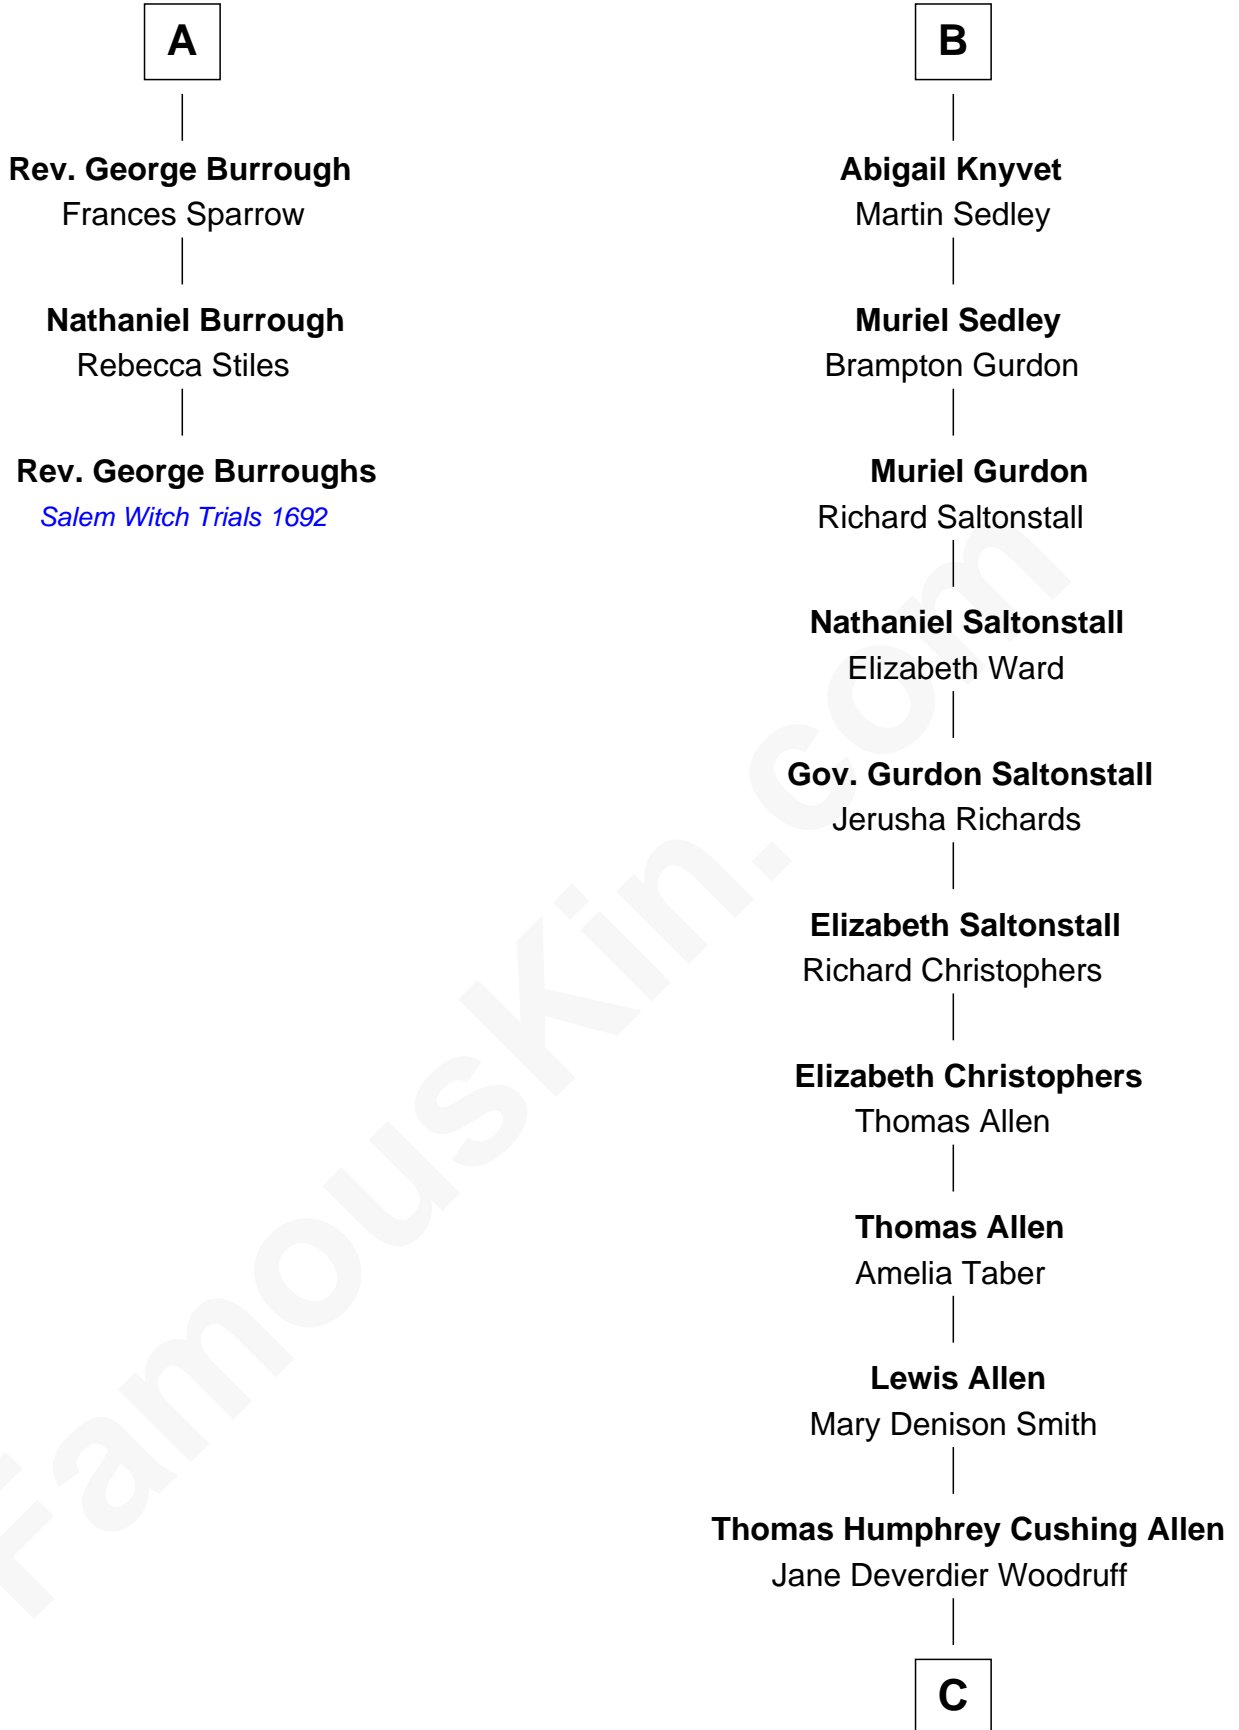 A
Rev. George Burrough
Frances Sparrow
Nathaniel Burrough
Rebecca Stiles
Rev. George Burroughs
Salem Witch Trials 1692
B
Abigail Knyvet
Martin Sedley
Muriel Sedley
Brampton Gurdon
Muriel Gurdon
Richard Saltonstall
Nathaniel Saltonstall
Elizabeth Ward
Gov. Gurdon Saltonstall
Jerusha Richards
Elizabeth Saltonstall
Richard Christophers
Elizabeth Christophers
Thomas Allen
Thomas Allen
Amelia Taber
Lewis Allen
Mary Denison Smith
Thomas Humphrey Cushing Allen
Jane Deverdier Woodruff
C
FamousKin.com